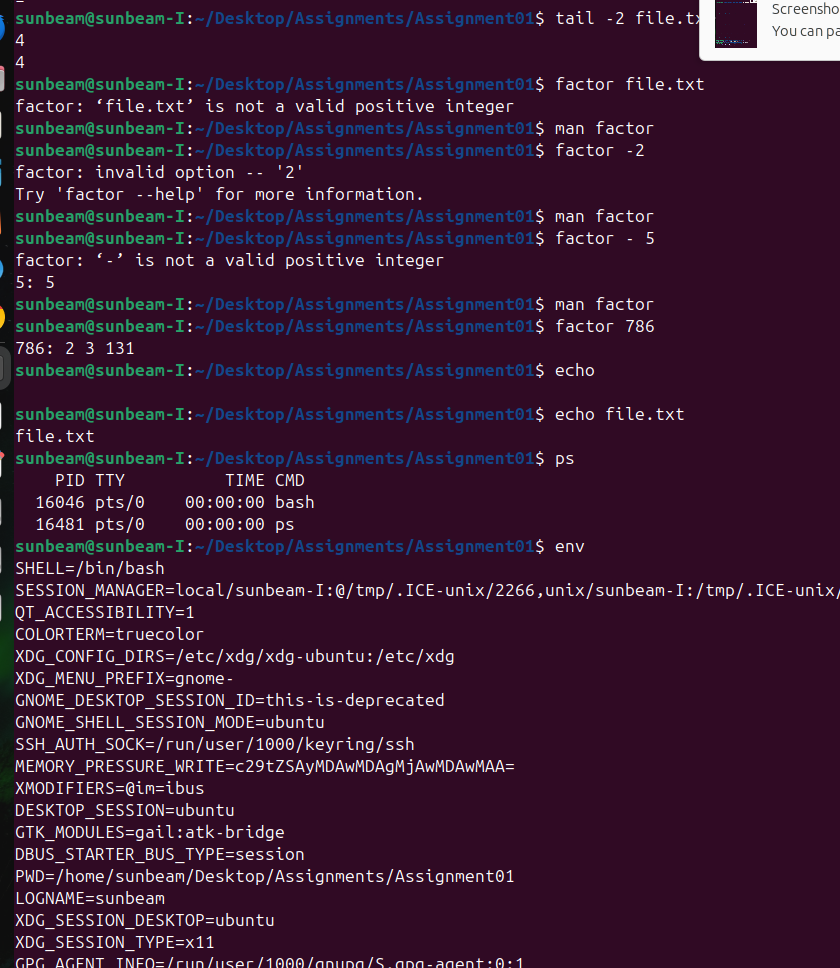 sunbeam@sunbeam-I:~/Desktop/Assignments/Assignment01$ tail -2 file.tx
Screensho
You can pa
4
4
sunbeam@sunbeam-I:~/Desktop/Assignments/Assignment01$ factor file.txt
factor: ‘file.txt’ is not a valid positive integer
sunbeam@sunbeam-I:~/Desktop/Assignments/Assignment01$ man factor
sunbeam@sunbeam-I:~/Desktop/Assignments/Assignment01$ factor -2
factor: invalid option -- '2'
Try 'factor --help' for more information.
sunbeam@sunbeam-I:~/Desktop/Assignments/Assignment01$ man factor
sunbeam@sunbeam-I:~/Desktop/Assignments/Assignment01$ factor - 5
factor: ‘-’ is not a valid positive integer
5: 5
sunbeam@sunbeam-I:~/Desktop/Assignments/Assignment01$ man factor
sunbeam@sunbeam-I:~/Desktop/Assignments/Assignment01$ factor 786
786: 2 3 131
sunbeam@sunbeam-I:~/Desktop/Assignments/Assignment01$ echo
sunbeam@sunbeam-I:~/Desktop/Assignments/Assignment01$ echo file.txt
file.txt
sunbeam@sunbeam-I:~/Desktop/Assignments/Assignment01$ ps
    PID TTY          TIME CMD
  16046 pts/0    00:00:00 bash
  16481 pts/0    00:00:00 ps
sunbeam@sunbeam-I:~/Desktop/Assignments/Assignment01$ env
SHELL=/bin/bash
SESSION_MANAGER=local/sunbeam-I:@/tmp/.ICE-unix/2266,unix/sunbeam-I:/tmp/.ICE-unix/
QT_ACCESSIBILITY=1
COLORTERM=truecolor
XDG_CONFIG_DIRS=/etc/xdg/xdg-ubuntu:/etc/xdg
XDG_MENU_PREFIX=gnome-
GNOME_DESKTOP_SESSION_ID=this-is-deprecated
GNOME_SHELL_SESSION_MODE=ubuntu
SSH_AUTH_SOCK=/run/user/1000/keyring/ssh
MEMORY_PRESSURE_WRITE=c29tZSAyMDAwMDAgMjAwMDAwMAA=
XMODIFIERS=@im=ibus
DESKTOP_SESSION=ubuntu
GTK_MODULES=gail:atk-bridge
DBUS_STARTER_BUS_TYPE=session
PWD=/home/sunbeam/Desktop/Assignments/Assignment01
LOGNAME=sunbeam
XDG_SESSION_DESKTOP=ubuntu
XDG_SESSION_TYPE=x11
GPG_AGENT_INFO=/run/user/1000/gnupg/S.gpg-agent:0:1